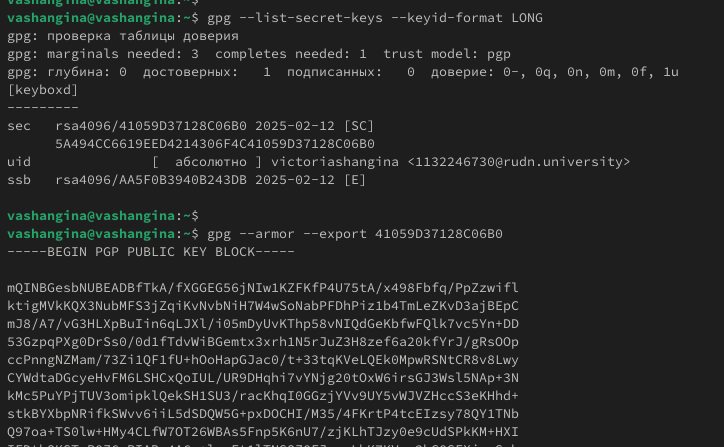 vashangina@vashangina:~$ gpg --list-secret-keys --keyid-format LONG
gpg: проверка таблицы доверия
gpg: marginals needed: 3  completes needed: 1  trust model: pgp
gpg: глубина: 0  достоверных:   1  подписанных:   0  доверие: 0-, 0q, 0n, 0m, 0f, 1u
[keyboxd]
---------
sec   rsa4096/41059D37128C06B0 2025-02-12 [SC]
      5A494CC6619EED4214306F4C41059D37128C06B0
uid               [  абсолютно ] victoriashangina <1132246730@rudn.university>
ssb   rsa4096/AA5F0B3940B243DB 2025-02-12 [E]
vashangina@vashangina:~$
vashangina@vashangina:~$ gpg --armor --export 41059D37128C06B0
-----BEGIN PGP PUBLIC KEY BLOCK-----
mQINBGesbNUBEADBfTkA/fXGGEG56jNIw1KZFKfP4U75tA/x498Fbfq/PpZzwifl
ktigMVkKQX3NubMFS3jZqiKvNvbNiH7W4wSoNabPFDhPiz1b4TmLeZKvD3ajBEpC
mJ8/A7/vG3HLXpBuIin6qLJXl/i05mDyUvKThp58vNIQdGeKbfwFQlk7vc5Yn+DD
53GzpqPXg0DrSs0/0d1fTdvWiBGemtx3xrh1N5rJuZ3H8zef6a20kfYrJ/gRsOOp
ccPnngNZMam/73Zi1QF1fU+hOoHapGJac0/t+33tqKVeLQEk0MpwRSNtCR8v8Lwy
CYWdtaDGcyeHvFM6LSHCxQoIUL/UR9DHqhi7vYNjg20tOxW6irsGJ3Wsl5NAp+3N
kMc5PuYPjTUV3omipklQekSH1SU3/racKhqI0GGzjYVv9UY5vWJVZHccS3eKHhd+
stkBYXbpNRifkSWvv6iiL5dSDQW5G+pxDOCHI/M35/4FKrtP4tcEIzsy78QY1TNb
Q97oa+TS0lw+HMy4CLfW7OT26WBAs5Fnp5K6nU7/zjKLhTJzy0e9cUdSPkKM+HXI